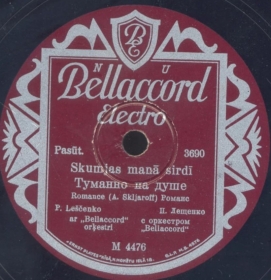 BE
N U
Bellaccord
Electro
Pasūt. 3690
Skumjas manā sirdī
Туманно на душе
Romance (A. Skljaroff) Романс
P. Leščenko П. Лещенко
ar "Bellaccord" с оркестром
orķestri „Bellaccord"
M 4476